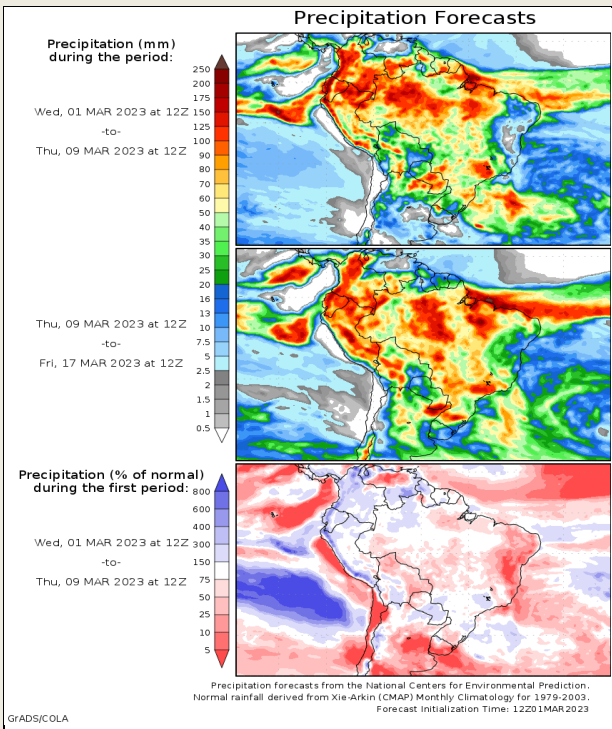 Precipitation Forecasts
Precipitation (mm)
during the period:
Wed, 01 MAR 2023 at 12Z
-to-
Thu, 09 MAR 2023 at 12Z
250
200
175
150
125
100
90
80
70
60
50
40
35
30
25
20
16
13
10
7.5
5
2.5
2
1.5
1
0.5
Thu, 09 MAR 2023 at 12Z
-to-
Fri, 17 MAR 2023 at 12Z
Precipitation (% of normal)
during the first period:
Wed, 01 MAR 2023 at 12Z
-to-
Thu, 09 MAR 2023 at 12Z
800
600
400
300
150
75
50
25
10
5
Precipitation forecasts from the National Centers for Environmental Prediction.
Normal rainfall derived from Xie-Arkin (CMAP) Monthly Climatology for 1979-2003.
Forecast Initialization Time: 12Z01MAR2023
GrADS/COLA